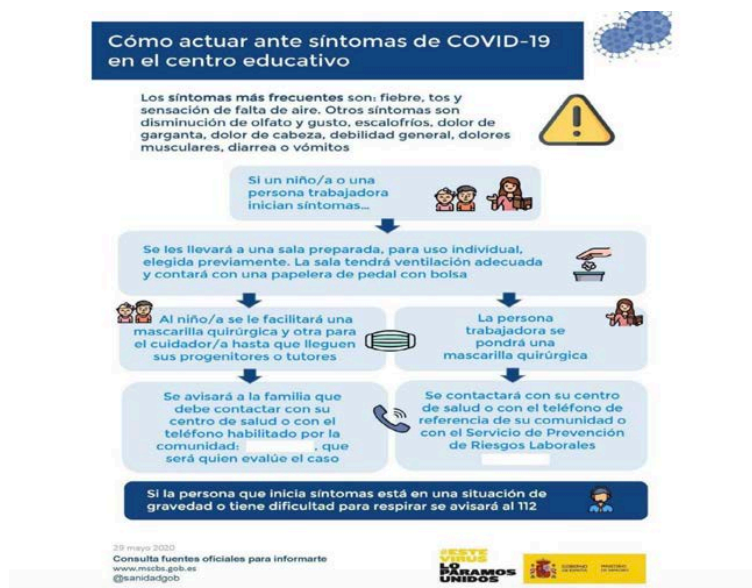 Cómo actuar ante síntomas de COVID-19
en el centro educativo
Los síntomas más frecuentes son: fiebre, tos y
sensación de falta de aire. Otros síntomas son
disminución de olfato y gusto, escalofríos, dolor de
garganta, dolor de cabeza, debilidad general, dolores
musculares, diarrea o vómitos
Si un niño/a o una
persona trabajadora
inician síntomas...
Se les llevará a una sala preparada, para uso individual,
elegida previamente. La sala tendrá ventilación adecuada
y contará con una papelera de pedal con bolsa
Al niño/a se le facilitará una
mascarilla quirúrgica y otra para
el cuidador/a hasta que lleguen
sus progenitores o tutores
La persona
trabajadora se
pondrá una
mascarilla quirúrgica
Se avisará a la familia que
debe contactar con su
centro de salud o con el
teléfono habilitado por la
comunidad: , que
será quien evalúe el caso
Se contactará con su centro
de salud o con el teléfono de
referencia de su comunidad o
con el Servicio de Prevención
de Riesgos Laborales
Si la persona que inicia síntomas está en una situación de
gravedad o tiene dificultad para respirar se avisará al 112
29 mayo 2020
Consulta fuentes oficiales para informarte
www.mscbs.gob.es
@sanidadgob
#ESTE
VIRUS
LO
PARAMOS
UNIDOS
GOBIERNO
DE ESPAÑA
MINISTERIO
DE SANIDAD